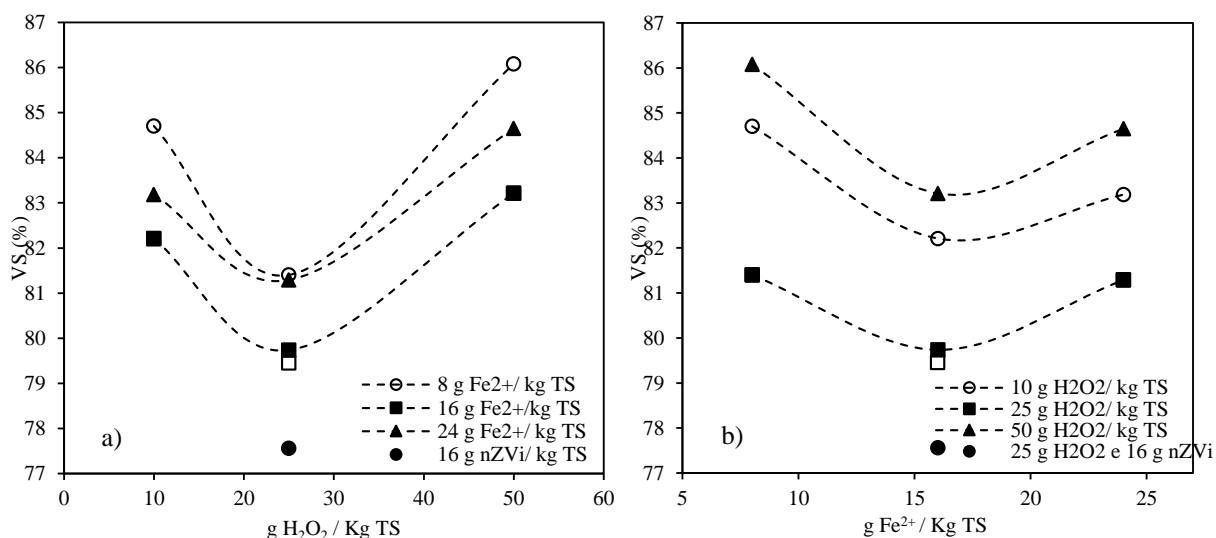 87
86
85
84
83
82
81
80
79
78
77
VS (%)
0
10
20
30
40
50
60
g H₂O₂ / Kg TS
a)
8 g Fe2+/ kg TS
16 g Fe2+/kg TS
24 g Fe2+/ kg TS
16 g nZVi/ kg TS
87
86
85
84
83
82
81
80
79
78
77
VS (%)
5
10
15
20
25
g Fe²⁺ / Kg TS
b)
10 g H2O2/ kg TS
25 g H2O2/ kg TS
50 g H2O2/ kg TS
25 g H2O2 e 16 g nZVi